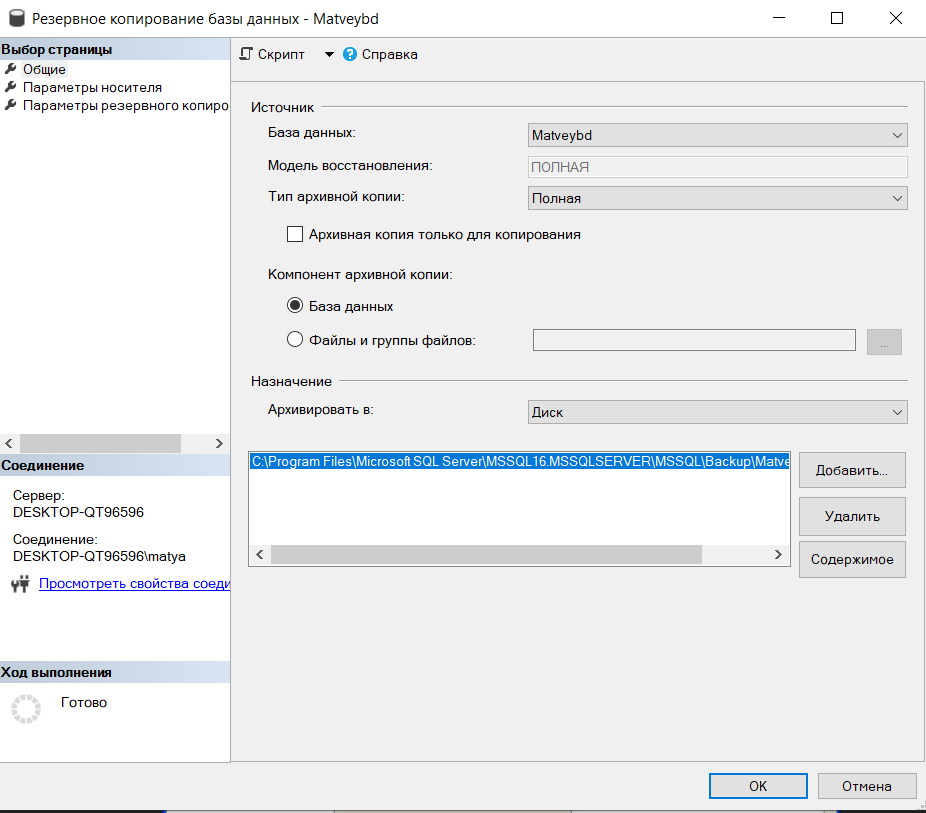 Резервное копирование базы данных - Matveybd
Выбор страницы
Общие
Параметры носителя
Параметры резервного копиро
Скрипт
Справка
Источник
База данных:
Matveybd
Модель восстановления:
ПОЛНАЯ
Тип архивной копии:
Полная
Архивная копия только для копирования
Компонент архивной копии:
База данных
Файлы и группы файлов:
...
Назначение
Архивировать в:
Диск
C:\Program Files\Microsoft SQL Server\MSSQL16.MSSQLSERVER\MSSQL\Backup\Matve
Добавить...
Удалить
Содержимое
Соединение
Сервер:
DESKTOP-QT96596
Соединение:
DESKTOP-QT96596\matya
Просмотреть свойства соеди
Ход выполнения
Готово
OK
Отмена